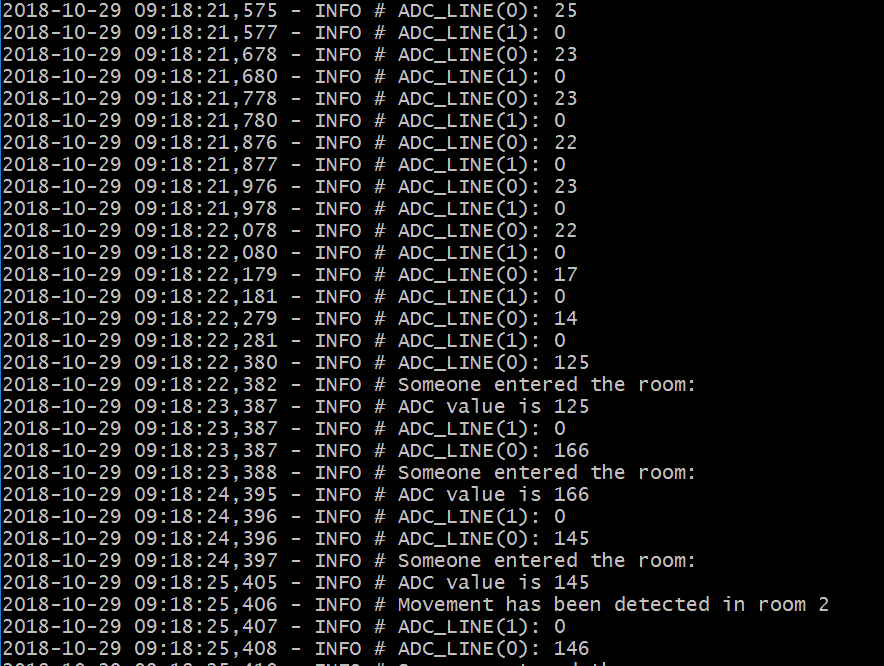 2018-10-29 09:18:21,575 - INFO # ADC_LINE(0): 25
2018-10-29 09:18:21,577 - INFO # ADC_LINE(1): 0
2018-10-29 09:18:21,678 - INFO # ADC_LINE(0): 23
2018-10-29 09:18:21,680 - INFO # ADC_LINE(1): 0
2018-10-29 09:18:21,778 - INFO # ADC_LINE(0): 23
2018-10-29 09:18:21,780 - INFO # ADC_LINE(1): 0
2018-10-29 09:18:21,876 - INFO # ADC_LINE(0): 22
2018-10-29 09:18:21,877 - INFO # ADC_LINE(1): 0
2018-10-29 09:18:21,976 - INFO # ADC_LINE(0): 23
2018-10-29 09:18:21,978 - INFO # ADC_LINE(1): 0
2018-10-29 09:18:22,078 - INFO # ADC_LINE(0): 22
2018-10-29 09:18:22,080 - INFO # ADC_LINE(1): 0
2018-10-29 09:18:22,179 - INFO # ADC_LINE(0): 17
2018-10-29 09:18:22,181 - INFO # ADC_LINE(1): 0
2018-10-29 09:18:22,279 - INFO # ADC_LINE(0): 14
2018-10-29 09:18:22,281 - INFO # ADC_LINE(1): 0
2018-10-29 09:18:22,380 - INFO # ADC_LINE(0): 125
2018-10-29 09:18:22,382 - INFO # Someone entered the room:
2018-10-29 09:18:23,387 - INFO # ADC value is 125
2018-10-29 09:18:23,387 - INFO # ADC_LINE(1): 0
2018-10-29 09:18:23,387 - INFO # ADC_LINE(0): 166
2018-10-29 09:18:23,388 - INFO # Someone entered the room:
2018-10-29 09:18:24,395 - INFO # ADC value is 166
2018-10-29 09:18:24,396 - INFO # ADC_LINE(1): 0
2018-10-29 09:18:24,396 - INFO # ADC_LINE(0): 145
2018-10-29 09:18:24,397 - INFO # Someone entered the room:
2018-10-29 09:18:25,405 - INFO # ADC value is 145
2018-10-29 09:18:25,406 - INFO # Movement has been detected in room 2
2018-10-29 09:18:25,407 - INFO # ADC_LINE(1): 0
2018-10-29 09:18:25,408 - INFO # ADC_LINE(0): 146